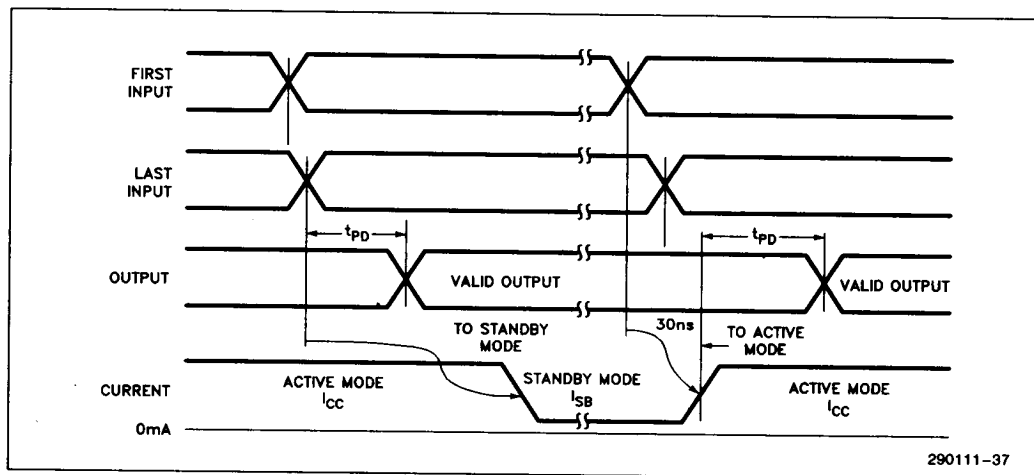 FIRST
INPUT
LAST
INPUT
tPD
tPD
OUTPUT
VALID OUTPUT
VALID OUTPUT
TO STANDBY
MODE
30ns
TO ACTIVE
MODE
CURRENT
ACTIVE MODE
ICC
STANDBY MODE
ISB
ACTIVE MODE
ICC
0mA
290111–37